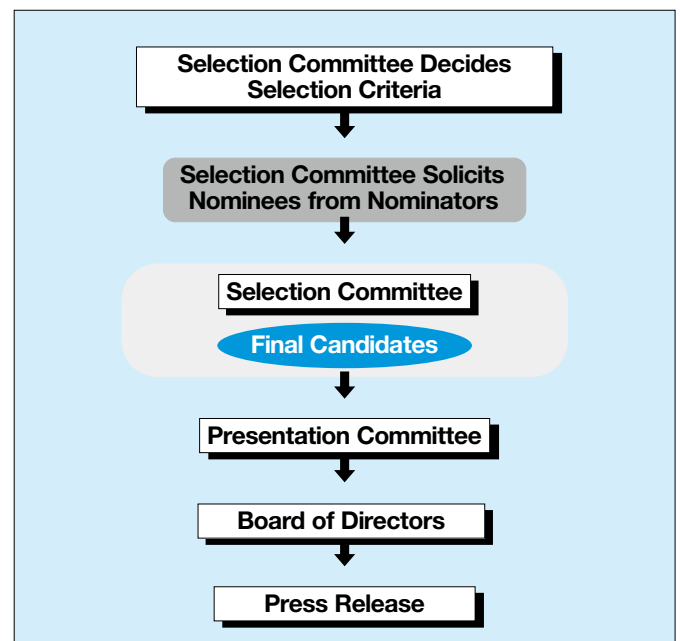 Selection Committee Decides
Selection Criteria
Selection Committee Solicits
Nominees from Nominators
Selection Committee
Final Candidates
Presentation Committee
Board of Directors
Press Release